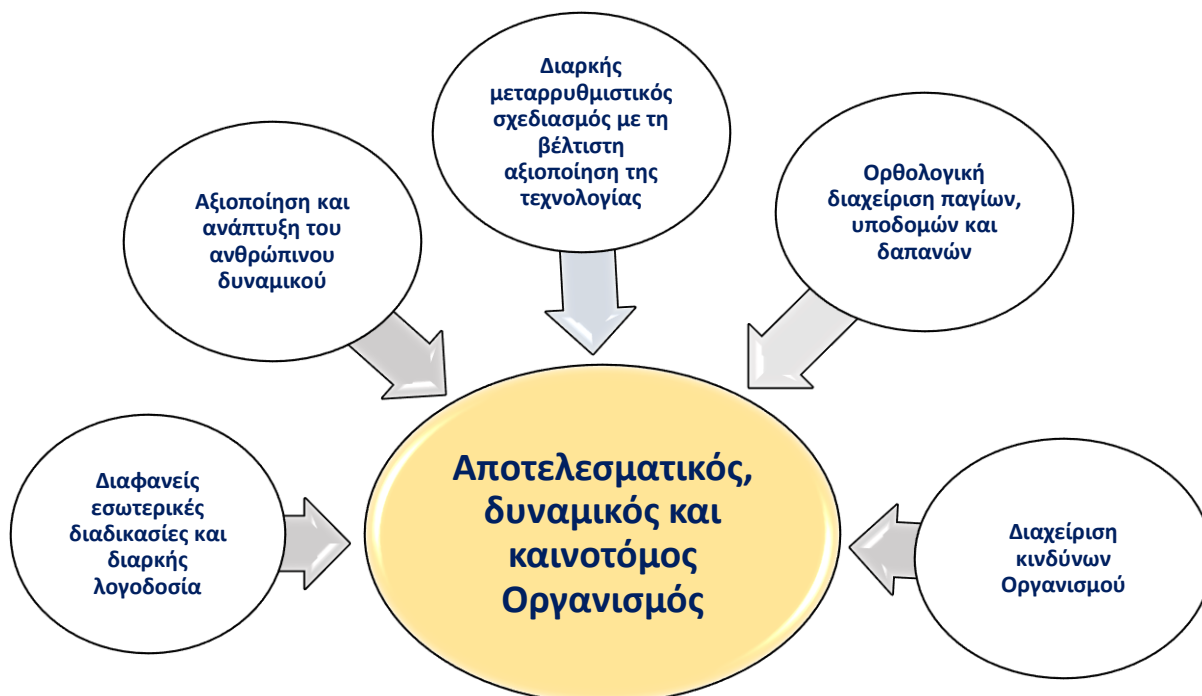 Διαρκής
μεταρρυθμιστικός
σχεδιασμός με τη
βέλτιστη
αξιοποίηση της
τεχνολογίας
Αξιοποίηση και
ανάπτυξη του
ανθρώπινου
δυναμικού
Ορθολογική
διαχείριση παγίων,
υποδομών και
δαπανών
Διαφανείς
εσωτερικές
διαδικασίες και
διαρκής
λογοδοσία
Αποτελεσματικός,
δυναμικός και
καινοτόμος
Οργανισμός
Διαχείριση
κινδύνων
Οργανισμού